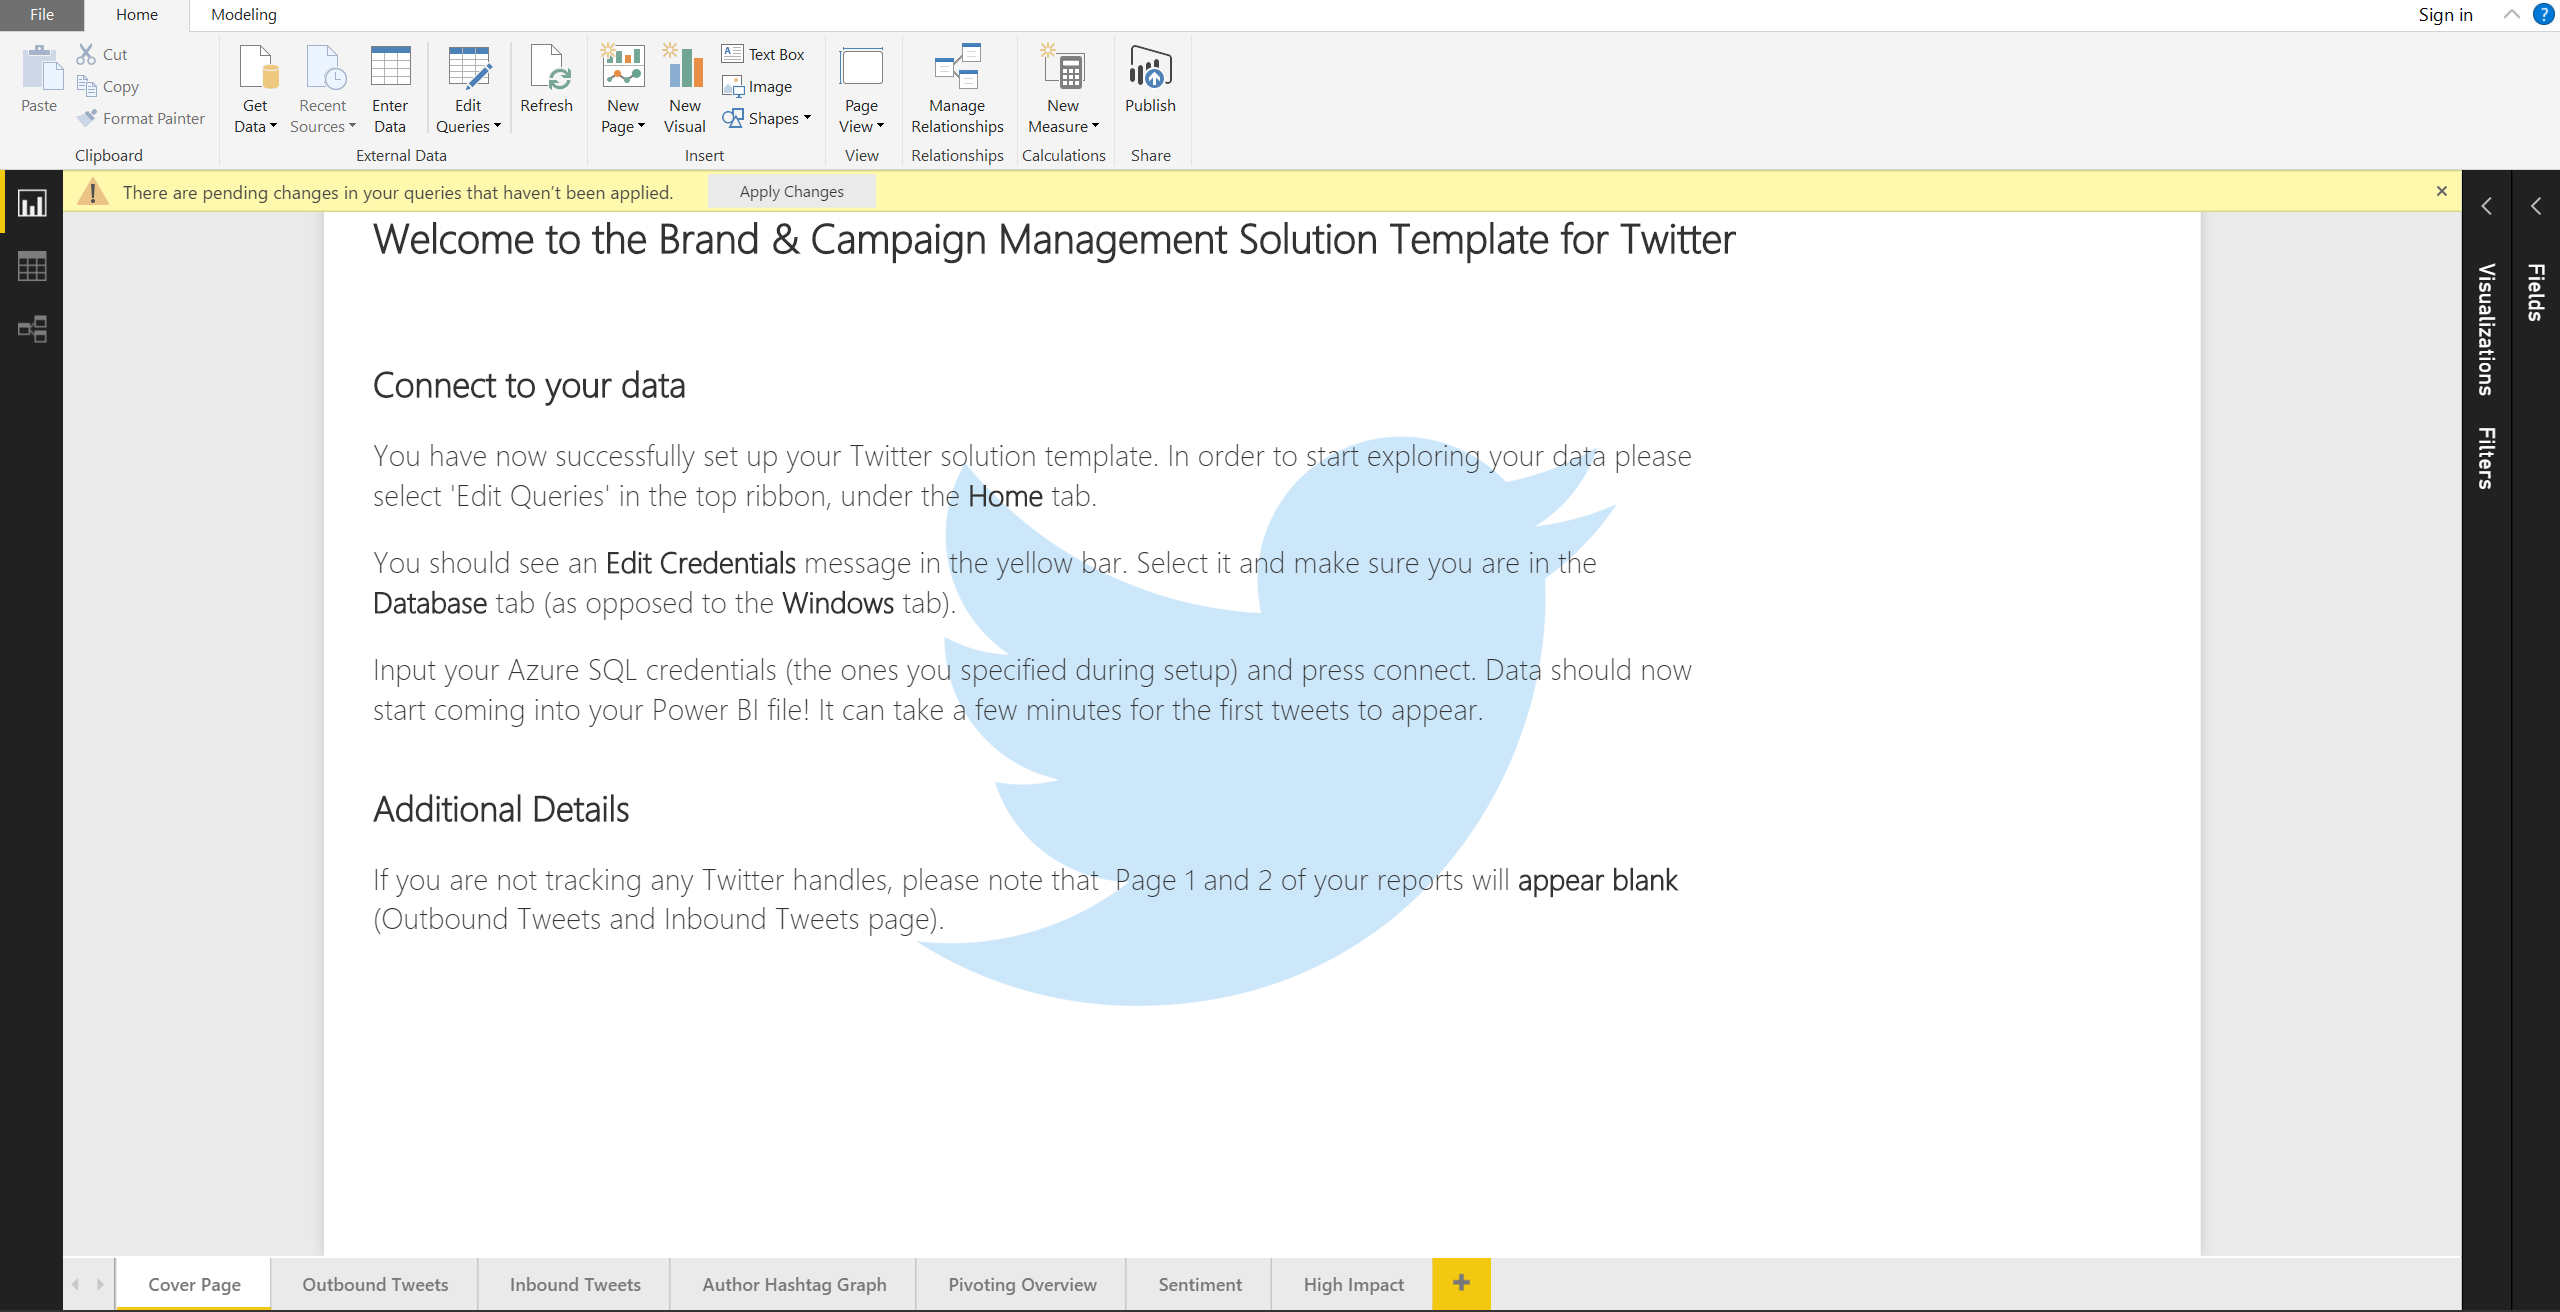 File Home Modeling Sign in ?
Paste
Cut
Copy
Format Painter
Clipboard
Get
Data
Recent
Sources
Enter
Data
Edit
Queries
Refresh
External Data
New
Page
New
Visual
Text Box
Image
Shapes
Insert
Page
View
View
Manage
Relationships
Relationships
New
Measure
Calculations
Publish
Share
There are pending changes in your queries that haven’t been applied. Apply Changes
Welcome to the Brand & Campaign Management Solution Template for Twitter
Connect to your data
You have now successfully set up your Twitter solution template. In order to start exploring your data please
select 'Edit Queries' in the top ribbon, under the Home tab.
You should see an Edit Credentials message in the yellow bar. Select it and make sure you are in the
Database tab (as opposed to the Windows tab).
Input your Azure SQL credentials (the ones you specified during setup) and press connect. Data should now
start coming into your Power BI file! It can take a few minutes for the first tweets to appear.
Additional Details
If you are not tracking any Twitter handles, please note that  Page 1 and 2 of your reports will appear blank
(Outbound Tweets and Inbound Tweets page).
Visualizations
Filters
Fields
Cover Page Outbound Tweets Inbound Tweets Author Hashtag Graph Pivoting Overview Sentiment High Impact +